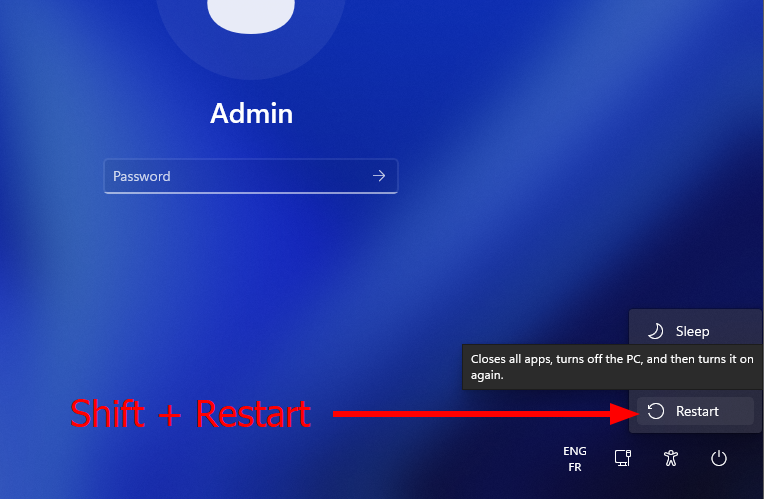 Admin
Password
Sleep
Closes all apps, turns off the PC, and then turns it on
again.
Shift + Restart
Restart
ENG
FR